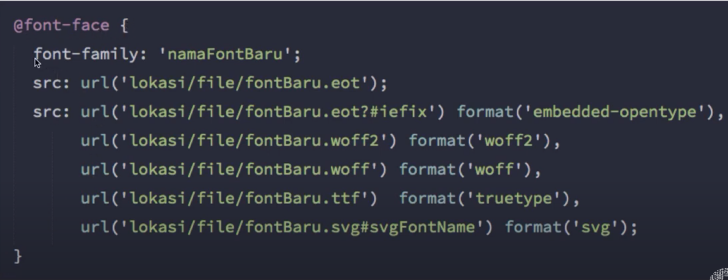 @font-face {
font-family: 'namaFontBaru';
src: url('lokasi/file/fontBaru.eot');
src: url('lokasi/file/fontBaru.eot?#iefix') format('embedded-opentype'),
url('lokasi/file/fontBaru.woff2') format('woff2'),
url('lokasi/file/fontBaru.woff') format('woff'),
url('lokasi/file/fontBaru.ttf')  format('truetype'),
url('lokasi/file/fontBaru.svg#svgFontName') format('svg');
}